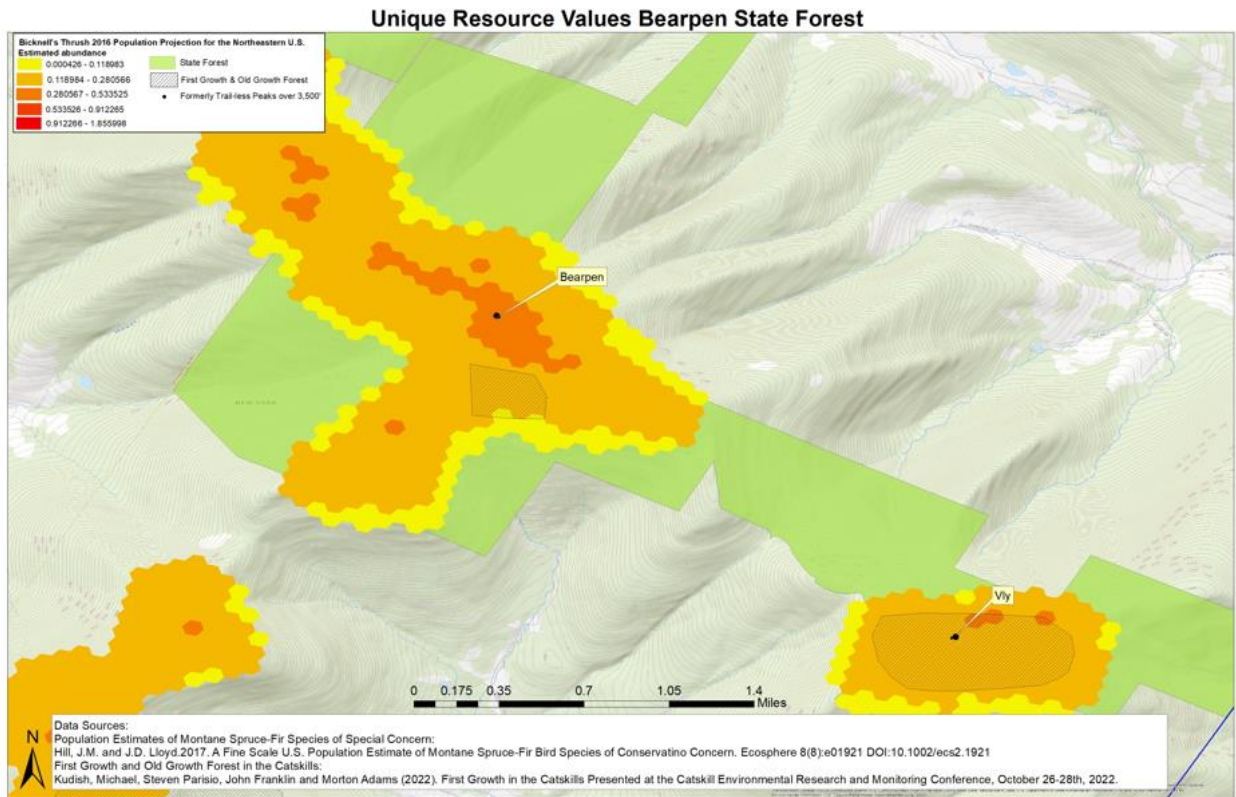 Unique Resource Values Bearpen State Forest
Bicknell's Thrush 2016 Population Projection for the Northeastern U.S.
Estimated abundance
0.000426 - 0.118983
0.118984 - 0.280566
0.280567 - 0.533525
0.533526 - 0.912265
0.912266 - 1.855998
State Forest
First Growth & Old Growth Forest
Formerly Trail-less Peaks over 3,500'
Bearpen
Vly
0 0.175 0.35 0.7 1.05 1.4
Miles
N
Data Sources:
Population Estimates of Montane Spruce-Fir Species of Special Concern:
Hill, J.M. and J.D. Lloyd.2017. A Fine Scale U.S. Population Estimate of Montane Spruce-Fir Bird Species of Conservatino Concern. Ecosphere 8(8):e01921 DOI:10.1002/ecs2.1921
First Growth and Old Growth Forest in the Catskills:
Kudish, Michael, Steven Parisio, John Franklin and Morton Adams (2022). First Growth in the Catskills Presented at the Catskill Environmental Research and Monitoring Conference, October 26-28th, 2022.